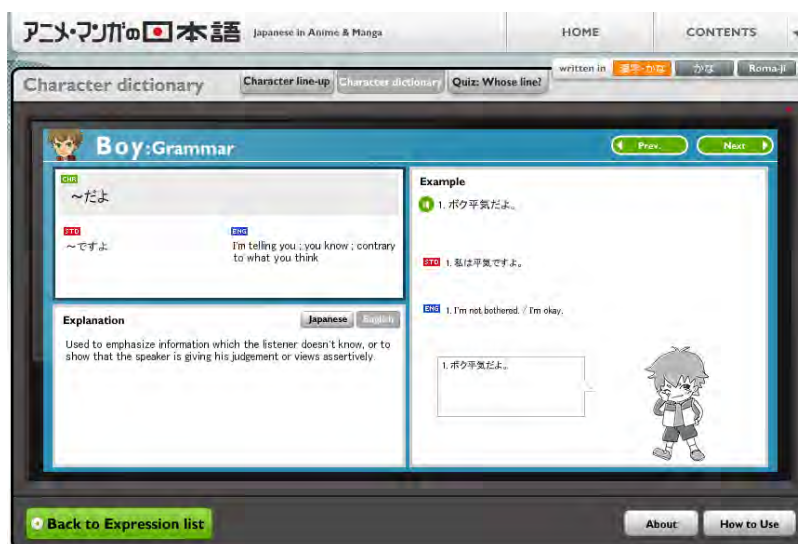 アニメ・マンガの日本語 Japanese in Anime & Manga HOME CONTENTS
written in 漢字・かな かな Roma-ji
Character dictionary Character line-up Character dictionary Quiz: Whose line?
Boy:Grammar Prev. Next
CHR
～だよ
STD
～ですよ
ENG
I'm telling you ; you know ; contrary
to what you think
Explanation Japanese English
Used to emphasize information which the listener doesn't know, or to
show that the speaker is giving his judgement or views assertively.
Example
1. ボク平気だよ。
STD 1. 私は平気ですよ。
ENG 1. I'm not bothered. / I'm okay.
1. ボク平気だよ。
Back to Expression list About How to Use